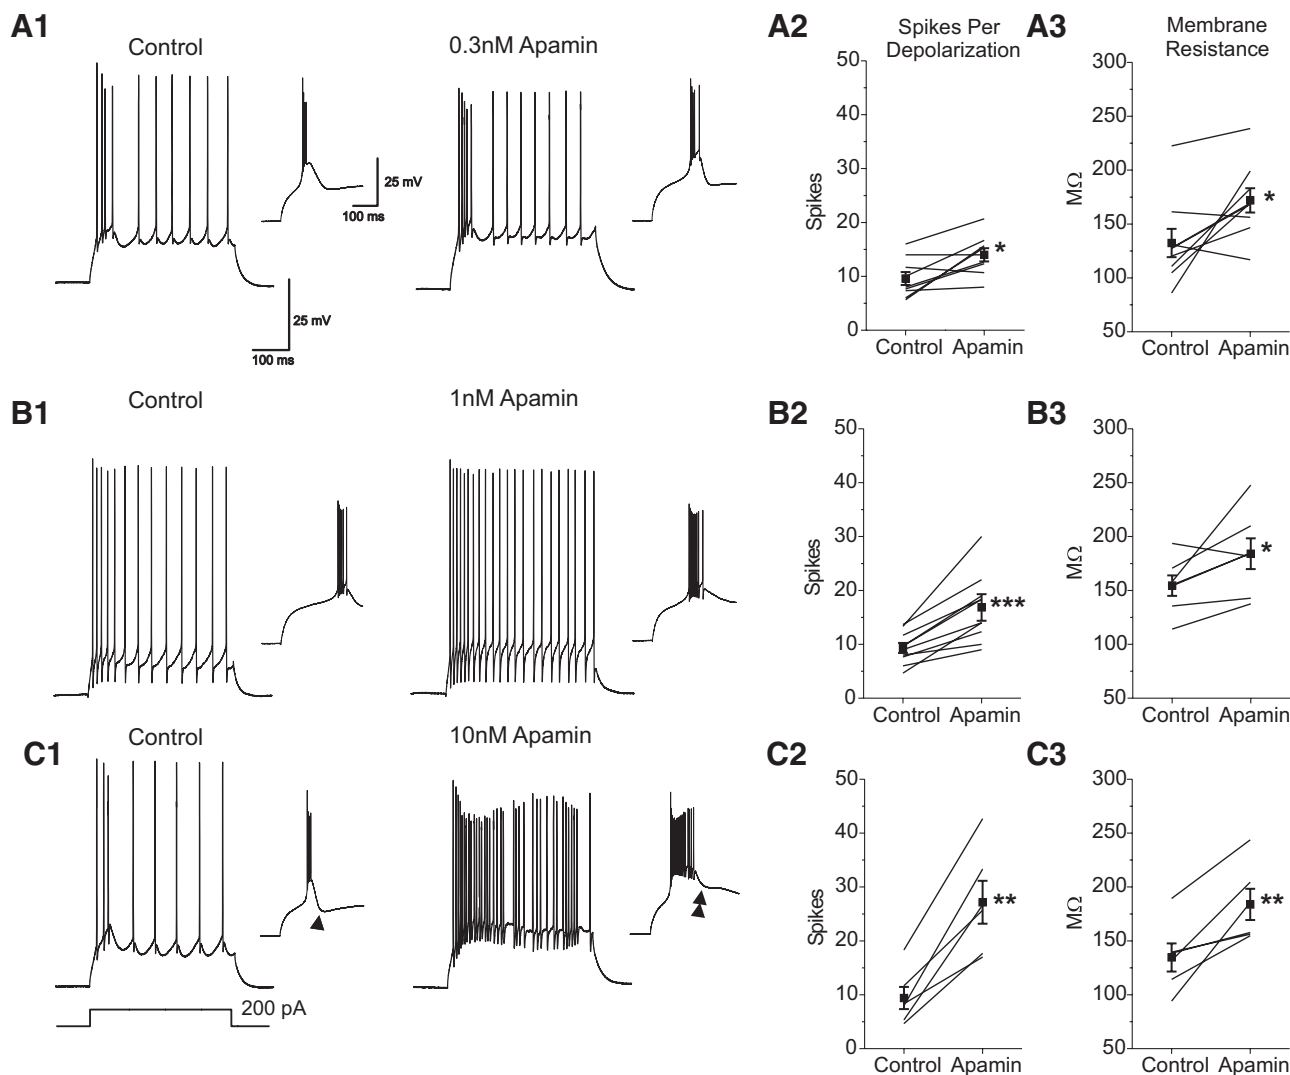 A1
Control
0.3nM Apamin
25 mV
100 ms
25 mV
100 ms
A2
Spikes Per
Depolarization
50
40
30
20
10
0
Spikes
*
Control Apamin
A3
Membrane
Resistance
300
250
200
150
100
50
MΩ
*
Control Apamin
B1
Control
1nM Apamin
B2
50
40
30
20
10
0
Spikes
***
Control Apamin
B3
300
250
200
150
100
50
MΩ
*
Control Apamin
C1
Control
10nM Apamin
200 pA
C2
50
40
30
20
10
0
Spikes
**
Control Apamin
C3
300
250
200
150
100
50
MΩ
**
Control Apamin